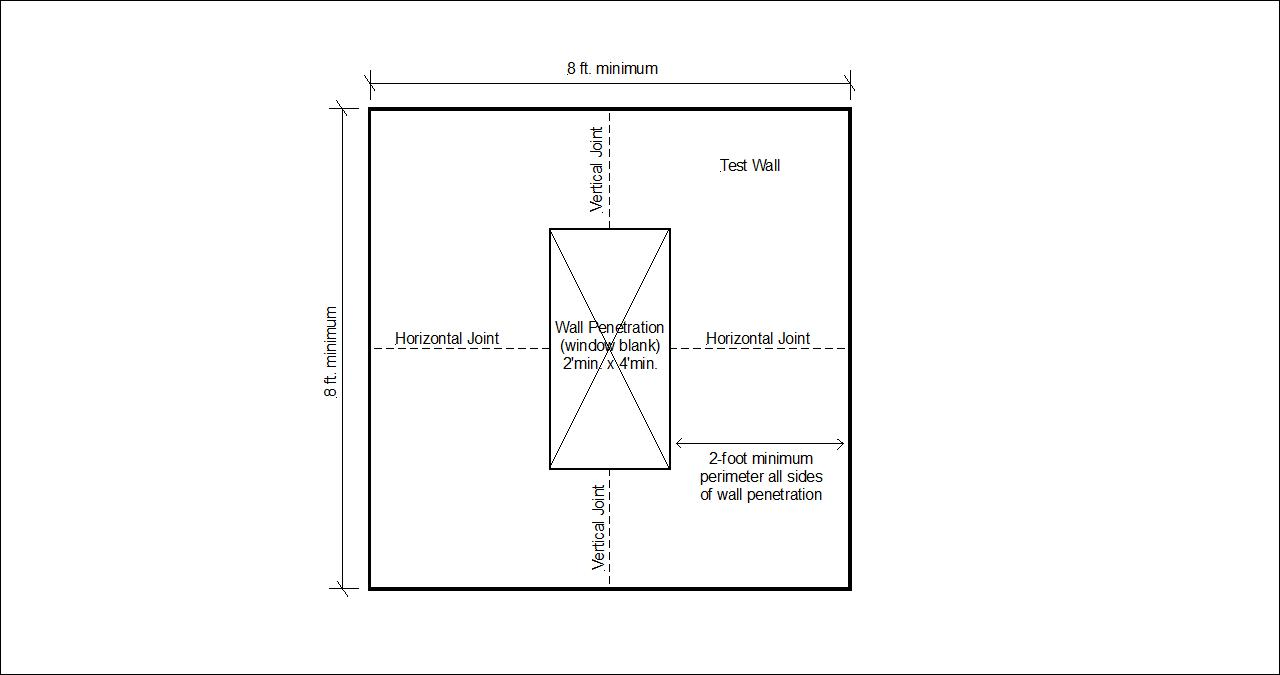 8 ft. minimum
Vertical Joint
Test Wall
8 ft. minimum
Horizontal Joint
Wall Penetration
(window blank)
2'min. x 4'min.
Horizontal Joint
2-foot minimum
perimeter all sides
of wall penetration
Vertical Joint